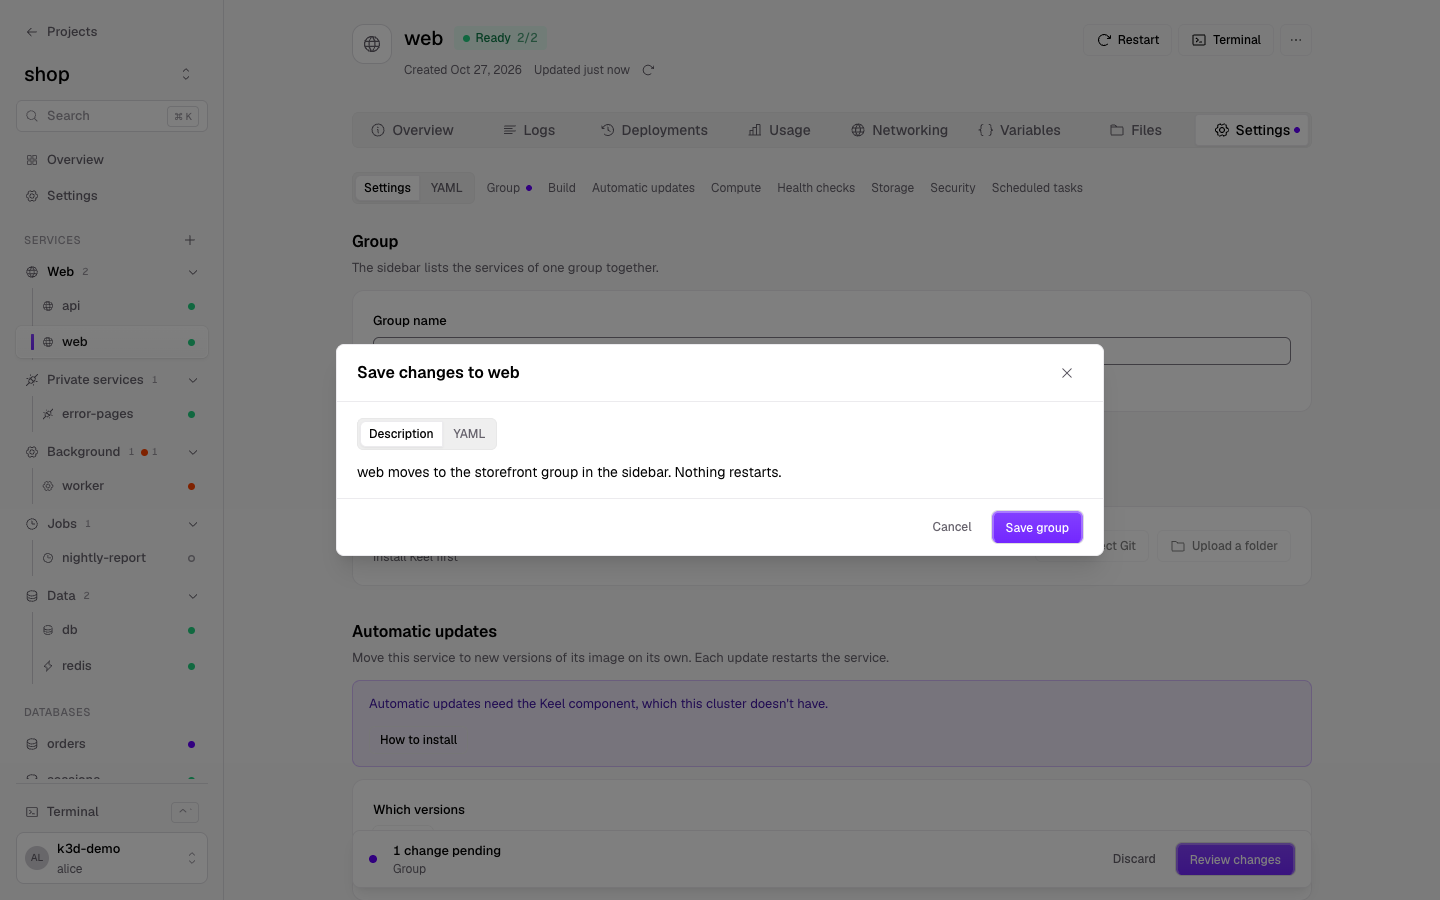 Projects
shop
Search
⌘ K
Overview
Settings
SERVICES
Web 2
api
web
Private services 1
error-pages
Background 1 1
worker
Jobs 1
nightly-report
Data 2
db
redis
DATABASES
orders
Terminal
AL
k3d-demo
alice
web
Ready 2/2
Created Oct 27, 2026 Updated just now
Restart
Terminal
Overview
Logs
Deployments
Usage
Networking
Variables
Files
Settings
Settings
YAML
Group
Build
Automatic updates
Compute
Health checks
Storage
Security
Scheduled tasks
Group
The sidebar lists the services of one group together.
Group name
Save changes to web
Description
YAML
web moves to the storefront group in the sidebar. Nothing restarts.
Cancel
Save group
Install Keel first
Git
Upload a folder
Automatic updates
Move this service to new versions of its image on its own. Each update restarts the service.
Automatic updates need the Keel component, which this cluster doesn't have.
How to install
Which versions
1 change pending
Group
Discard
Review changes